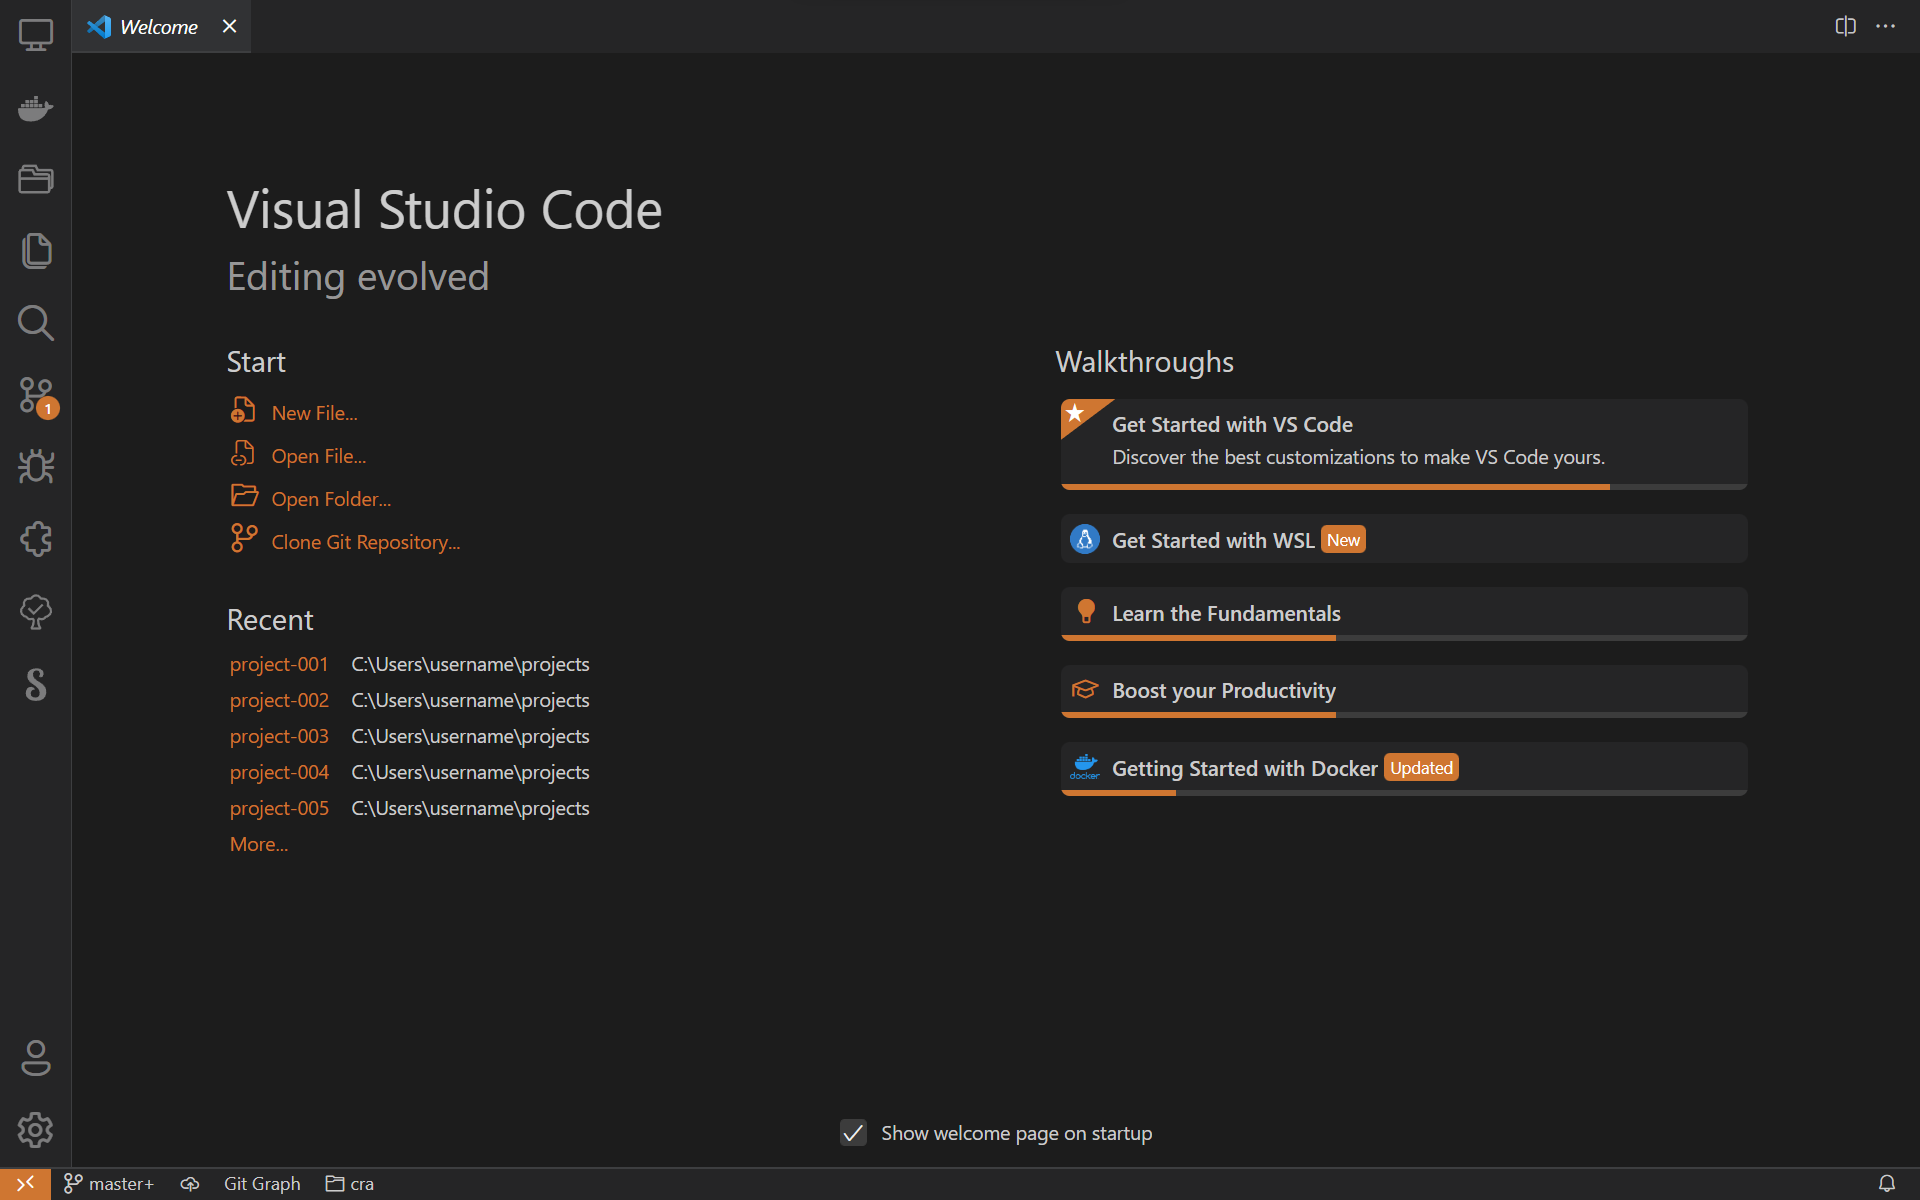 Welcome
Visual Studio Code
Editing evolved
Start
New File...
Open File...
Open Folder...
Clone Git Repository...
Recent
project-001 C:\Users\username\projects
project-002 C:\Users\username\projects
project-003 C:\Users\username\projects
project-004 C:\Users\username\projects
project-005 C:\Users\username\projects
More...
Walkthroughs
Get Started with VS Code
Discover the best customizations to make VS Code yours.
Get Started with WSL New
Learn the Fundamentals
Boost your Productivity
docker Getting Started with Docker Updated
1
Show welcome page on startup
master+ Git Graph cra